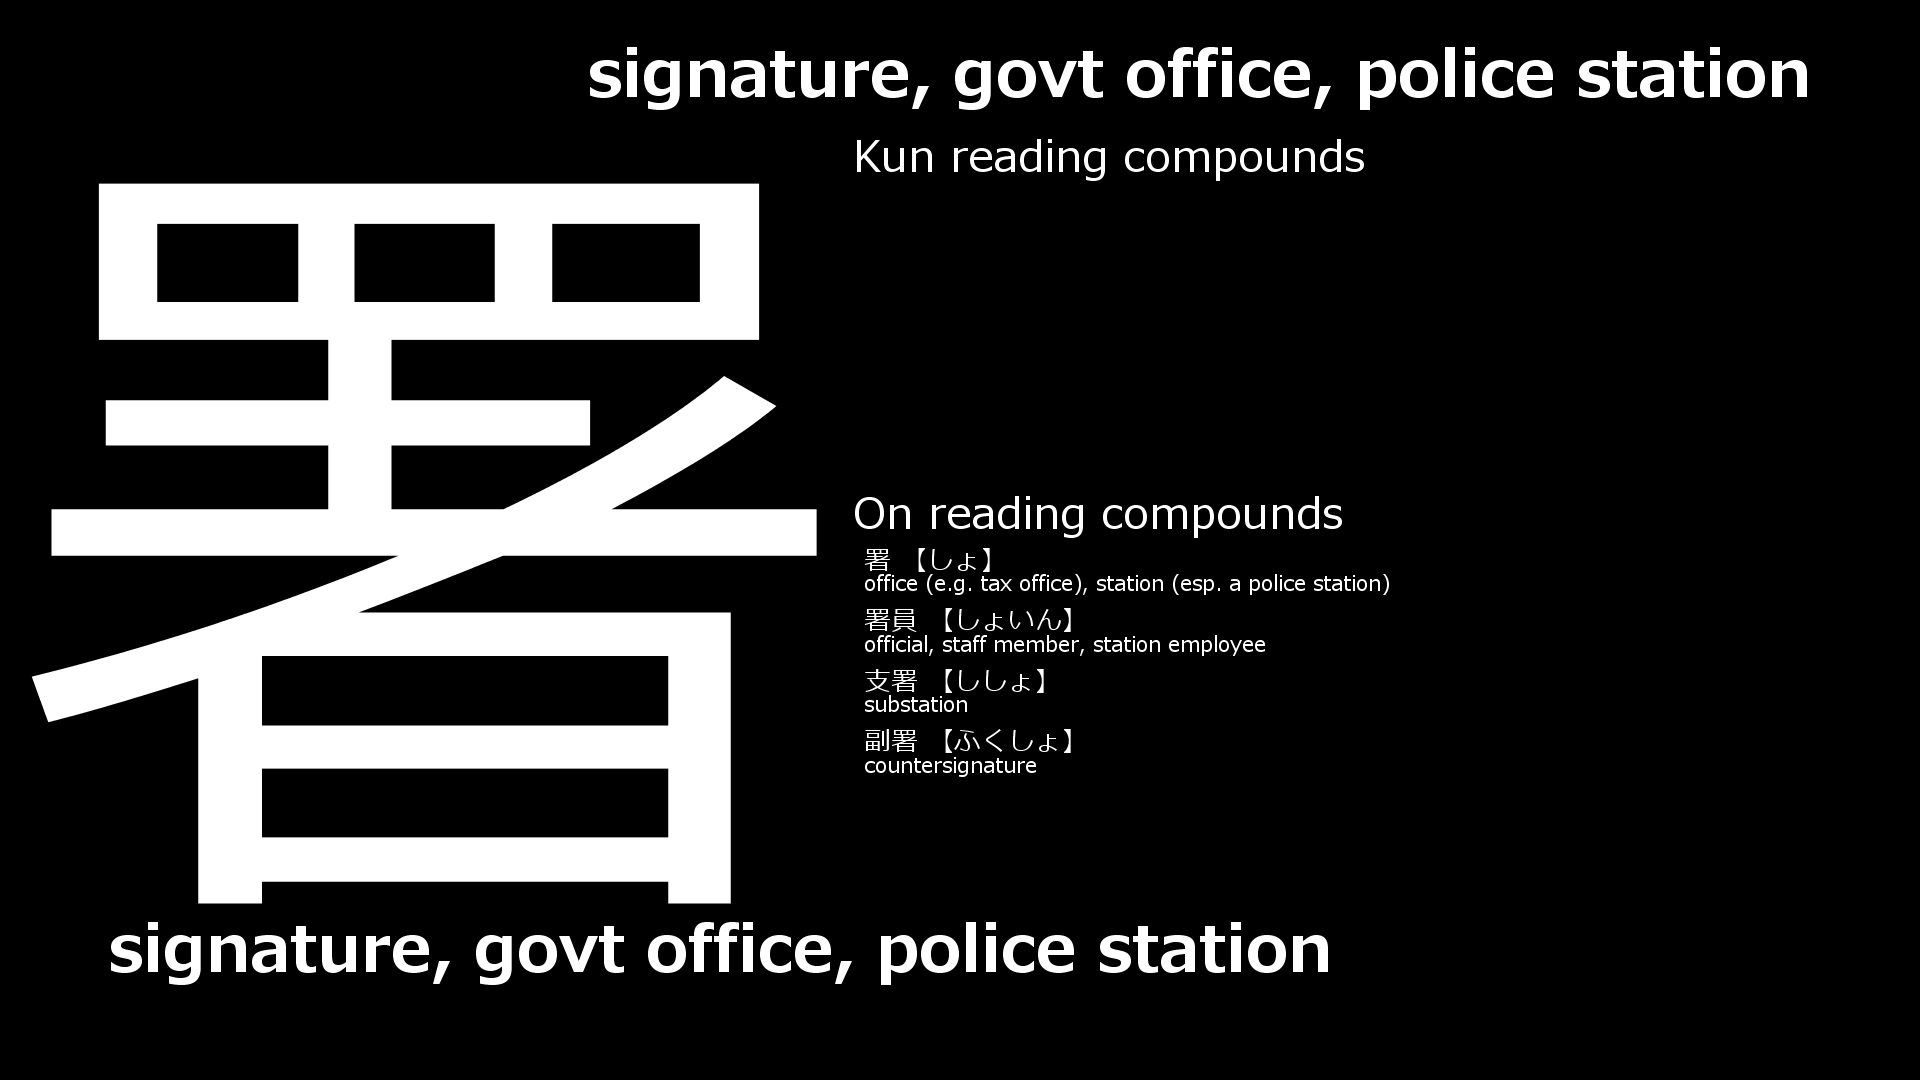 signature, govt office, police station
Kun reading compounds
署
On reading compounds
署 【しょ】
office (e.g. tax office), station (esp. a police station)
署員 【しょいん】
official, staff member, station employee
支署 【ししょ】
substation
副署 【ふくしょ】
countersignature
signature, govt office, police station